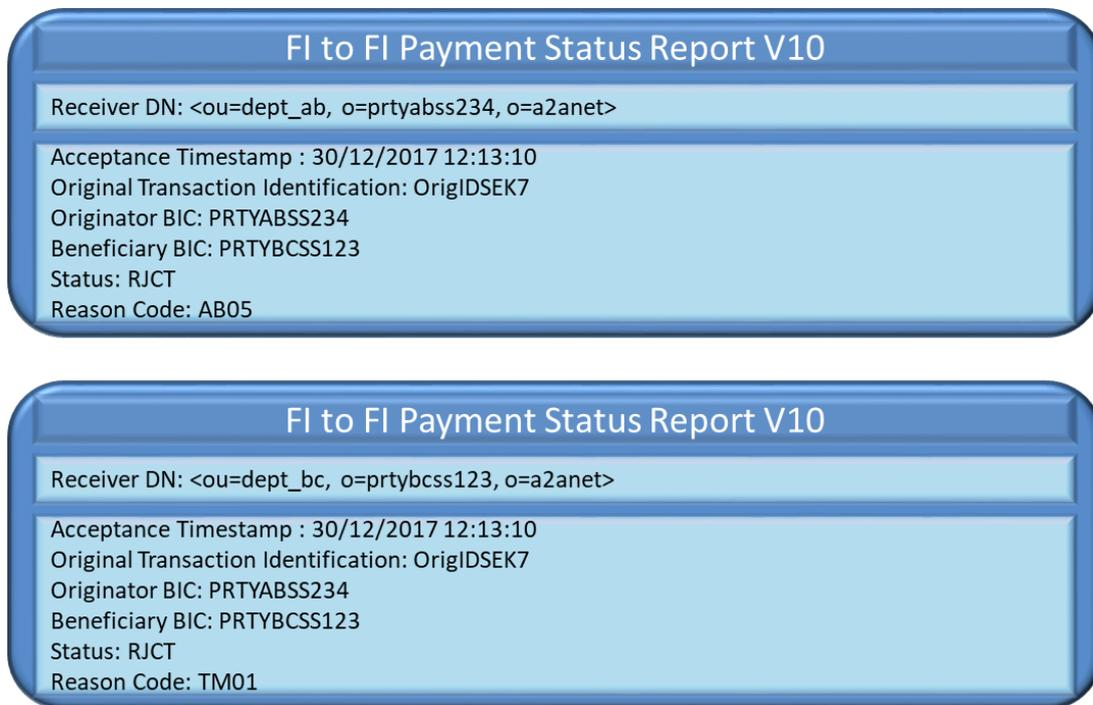 FI to FI Payment Status Report V10
Receiver DN: <ou=dept_ab, o=prtyabss234, o=a2anet>
Acceptance Timestamp : 30/12/2017 12:13:10
Original Transaction Identification: OrigIDSEK7
Originator BIC: PRTYABSS234
Beneficiary BIC: PRTYBCSS123
Status: RJCT
Reason Code: AB05
FI to FI Payment Status Report V10
Receiver DN: <ou=dept_bc, o=prtybcss123, o=a2anet>
Acceptance Timestamp : 30/12/2017 12:13:10
Original Transaction Identification: OrigIDSEK7
Originator BIC: PRTYABSS234
Beneficiary BIC: PRTYBCSS123
Status: RJCT
Reason Code: TM01